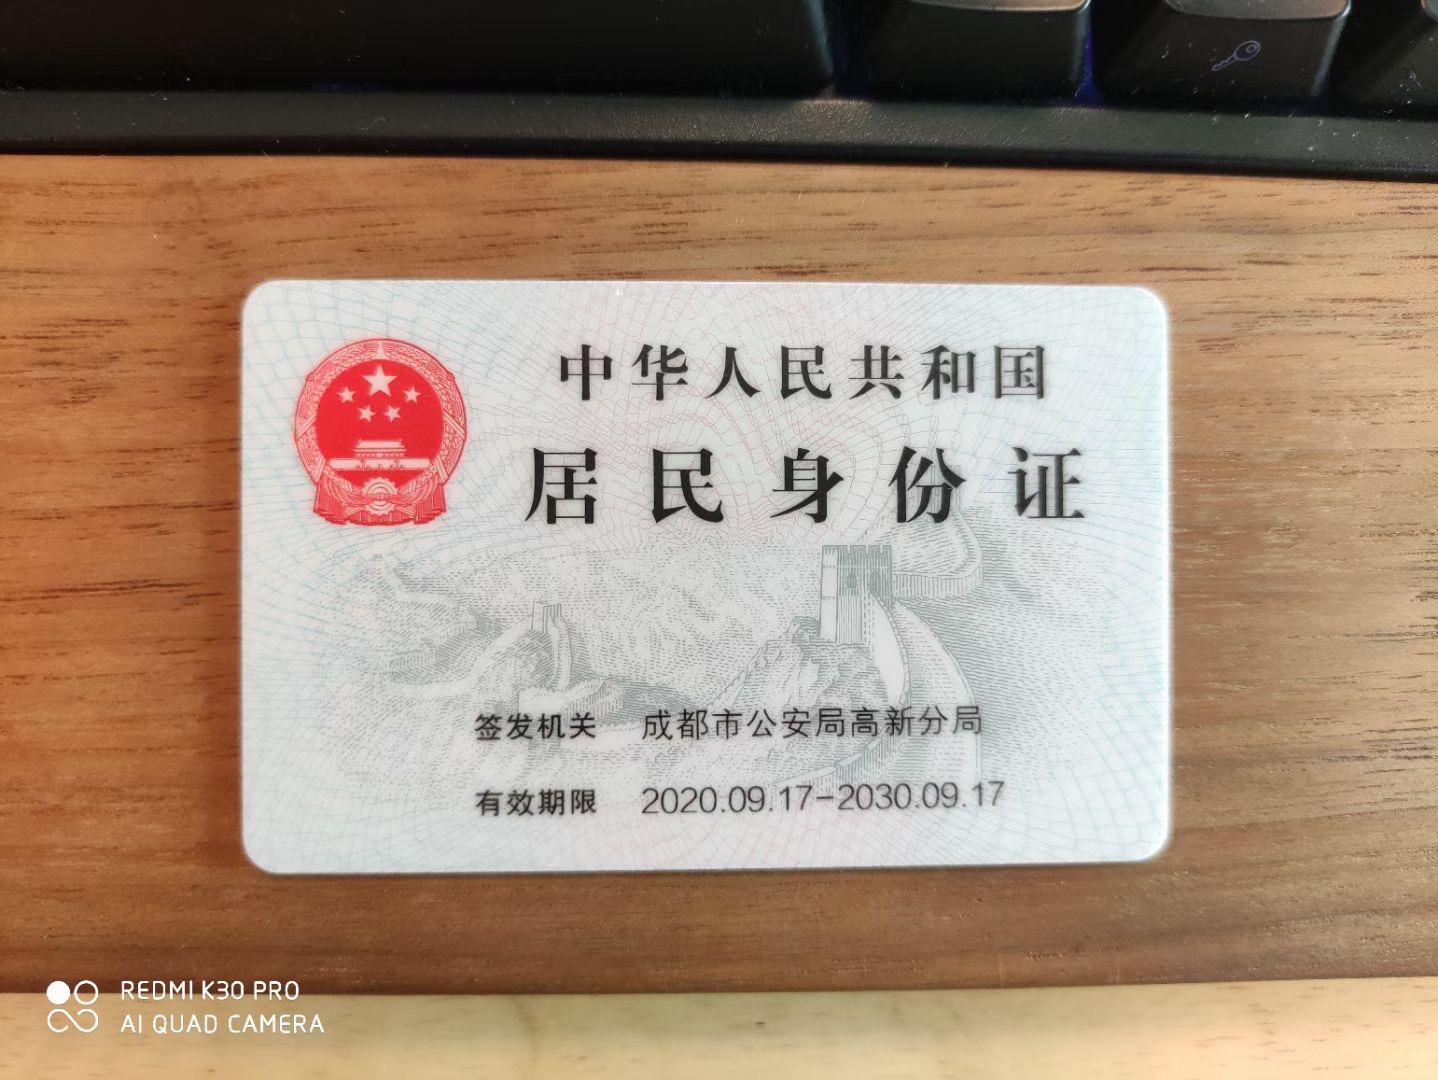 中华人民共和国
居民身份证
签发机关 成都市公安局高新分局
有效期限 2020.09.17-2030.09.17
REDMI K30 PRO
AI QUAD CAMERA